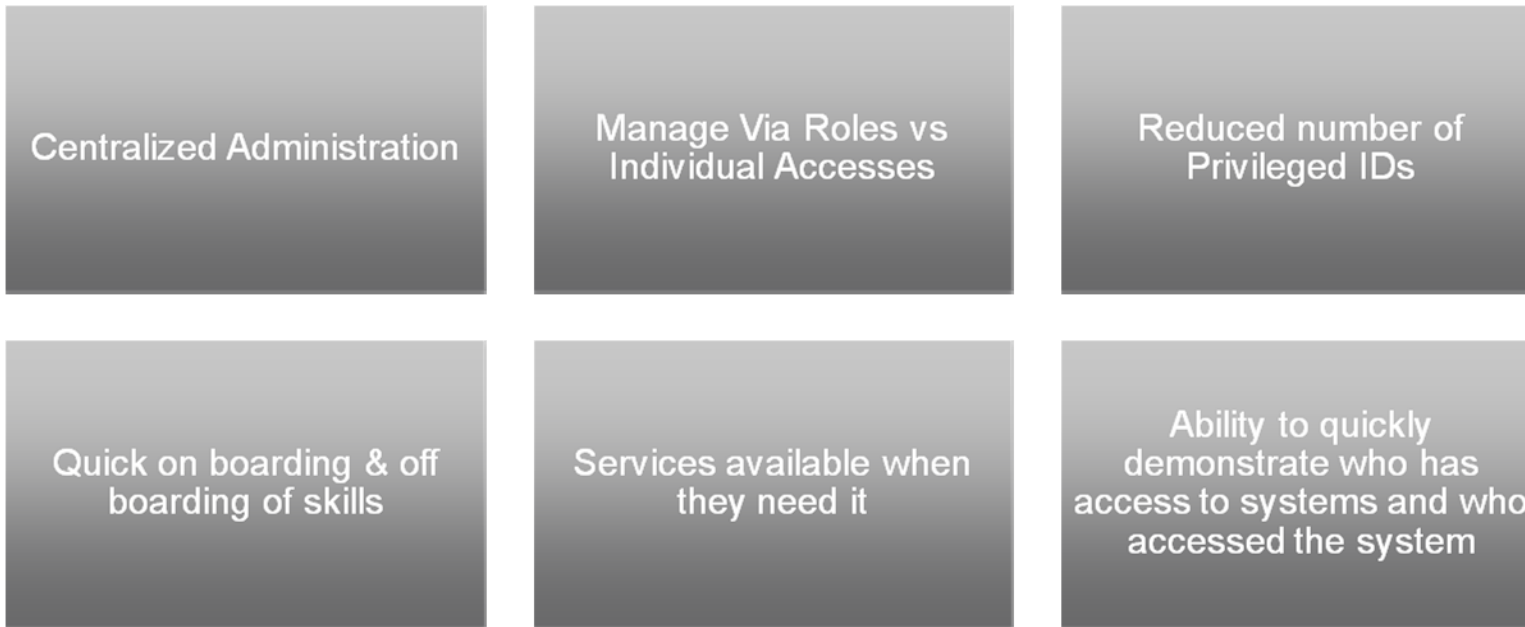 Centralized Administration
Manage Via Roles vs
Individual Accesses
Reduced number of
Privileged IDs
Quick on boarding & off
boarding of skills
Services available when
they need it
Ability to quickly
demonstrate who has
access to systems and who
accessed the system